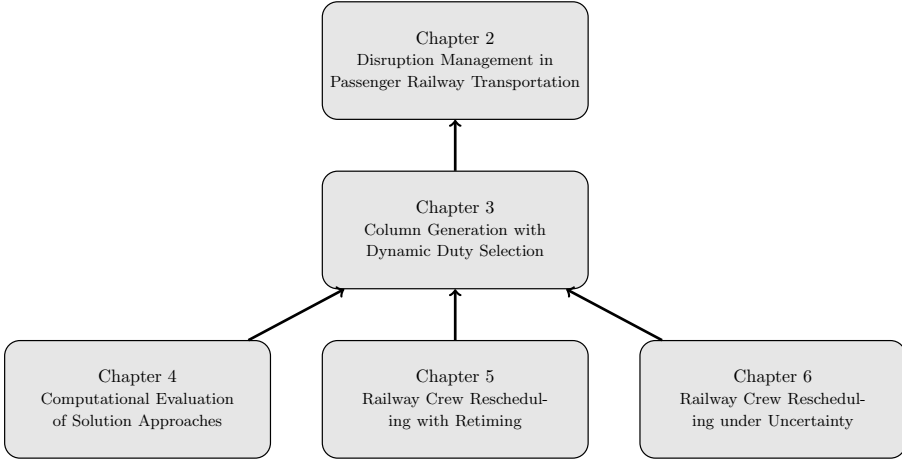 Chapter 2
Disruption Management in
Passenger Railway Transportation
Chapter 3
Column Generation with
Dynamic Duty Selection
Chapter 4
Computational Evaluation
of Solution Approaches
Chapter 5
Railway Crew Reschedul-
ing with Retiming
Chapter 6
Railway Crew Reschedul-
ing under Uncertainty